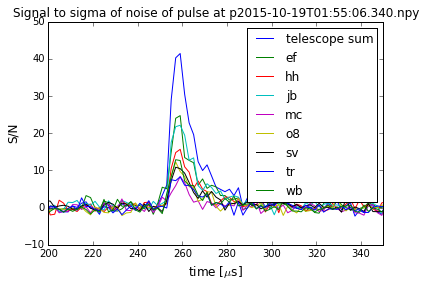 Signal to sigma of noise of pulse at p2015-10-19T01:55:06.340.npy
50
40
30
20
10
0
−10
S/N
telescope sum
ef
hh
jb
mc
o8
sv
tr
wb
200
220
240
260
280
300
320
340
time [μs]